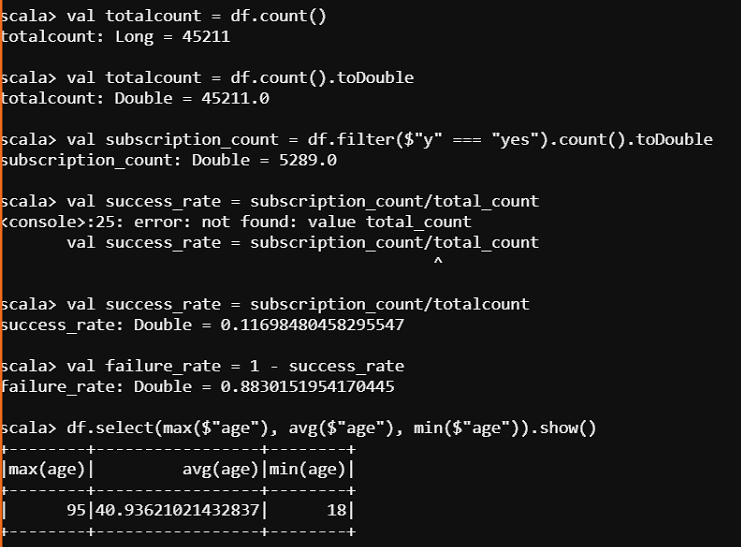 scala> val totalcount = df.count()
totalcount: Long = 45211
scala> val totalcount = df.count().toDouble
totalcount: Double = 45211.0
scala> val subscription_count = df.filter($"y" === "yes").count().toDouble
subscription_count: Double = 5289.0
scala> val success_rate = subscription_count/total_count
<console>:25: error: not found: value total_count
       val success_rate = subscription_count/total_count
                                             ^
scala> val success_rate = subscription_count/totalcount
success_rate: Double = 0.11698480458295547
scala> val failure_rate = 1 - success_rate
failure_rate: Double = 0.8830151954170445
scala> df.select(max($"age"), avg($"age"), min($"age")).show()
+--------+-----------------+--------+
|max(age)|         avg(age)|min(age)|
+--------+-----------------+--------+
|      95|40.93621021432837|      18|
+--------+-----------------+--------+